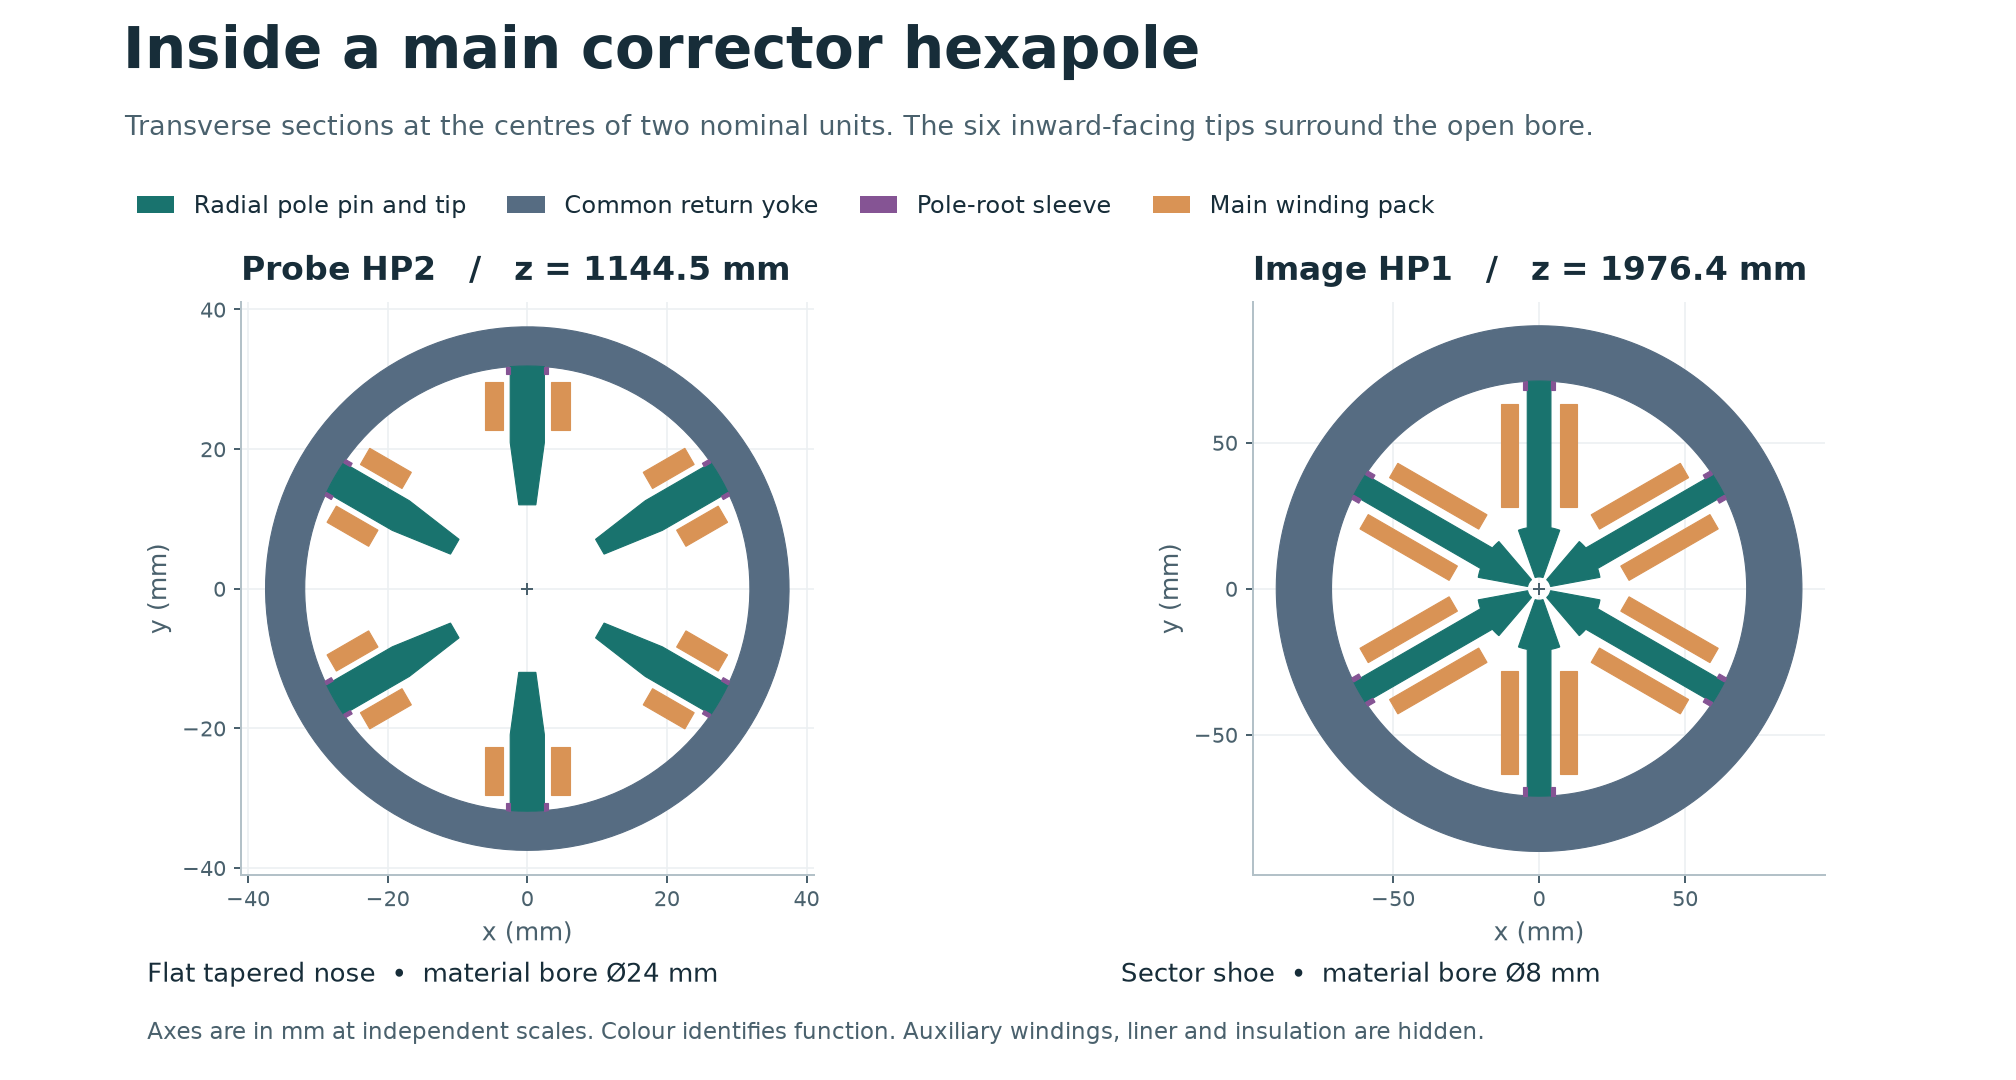 Inside a main corrector hexapole
Transverse sections at the centres of two nominal units. The six inward-facing tips surround the open bore.
Radial pole pin and tip
Common return yoke
Pole-root sleeve
Main winding pack
Probe HP2 / z = 1144.5 mm
40
20
0
−20
−40
y (mm)
−40 −20 0 20 40
x (mm)
Flat tapered nose • material bore Ø24 mm
Image HP1 / z = 1976.4 mm
50
0
−50
y (mm)
−50 0 50
x (mm)
Sector shoe • material bore Ø8 mm
Axes are in mm at independent scales. Colour identifies function. Auxiliary windings, liner and insulation are hidden.